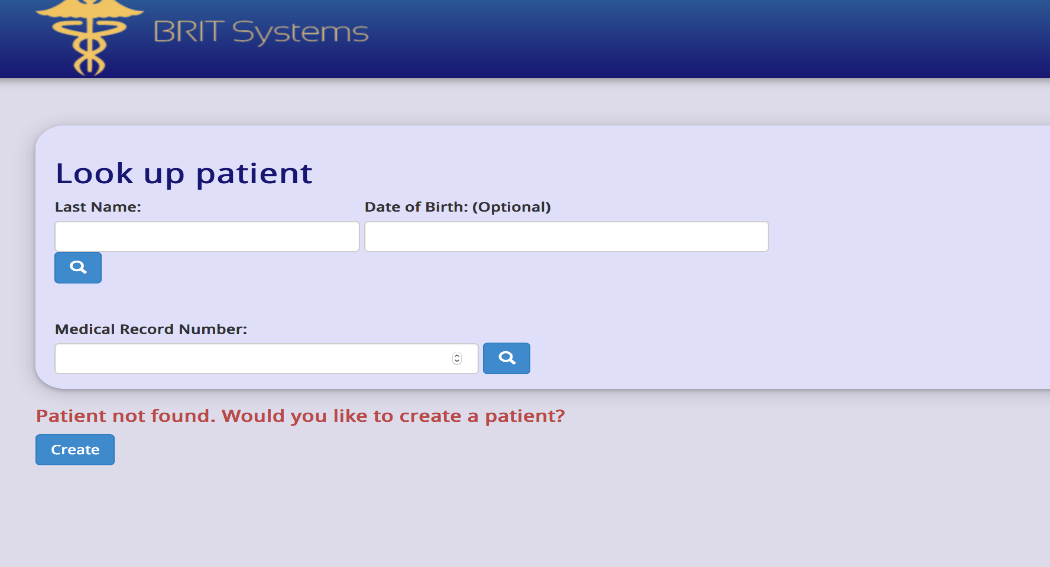 BRIT Systems
Look up patient
Last Name: Date of Birth: (Optional)
Medical Record Number:
Patient not found. Would you like to create a patient?
Create